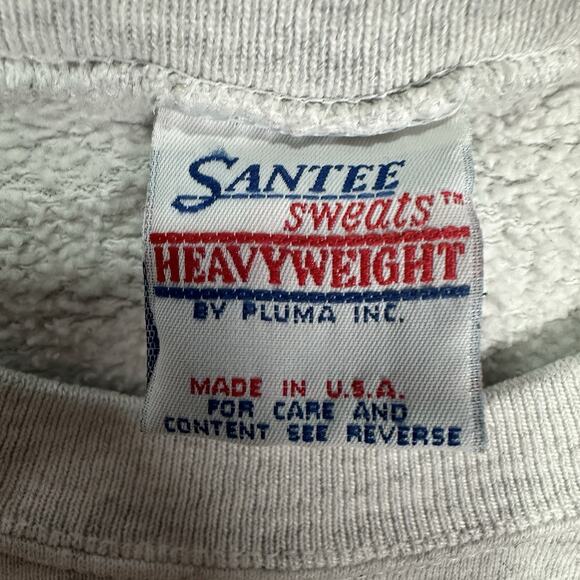 SANTEE
sweats™
HEAVYWEIGHT
BY PLUMA INC.
MADE IN U.S.A.
FOR CARE AND
CONTENT SEE REVERSE